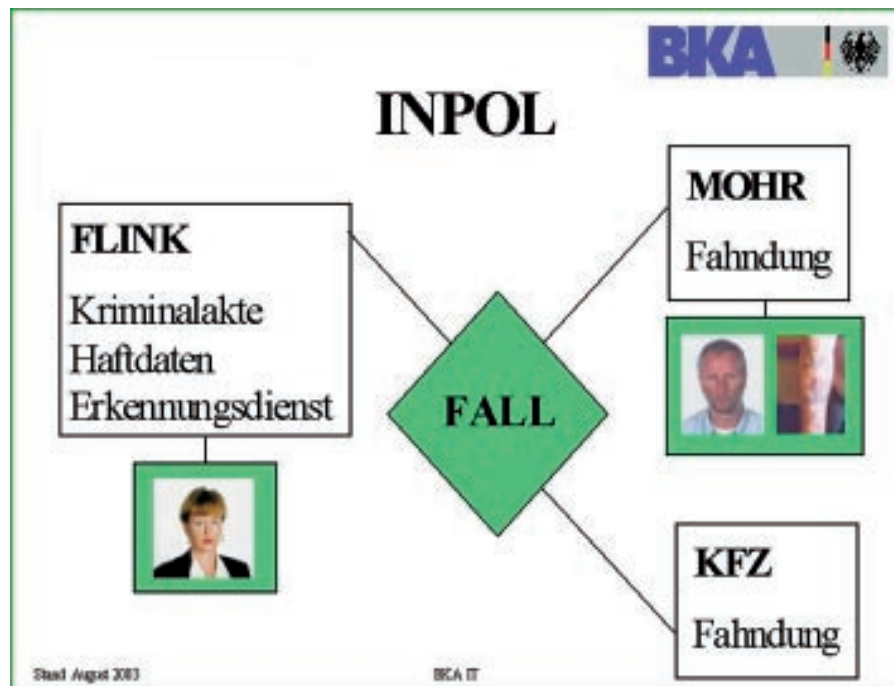 BKA
INPOL
MOHR
Fahndung
FLINK
Kriminalakte
Haftdaten
Erkennungsdienst
FALL
KFZ
Fahndung
Stand August 2003
BKA IT